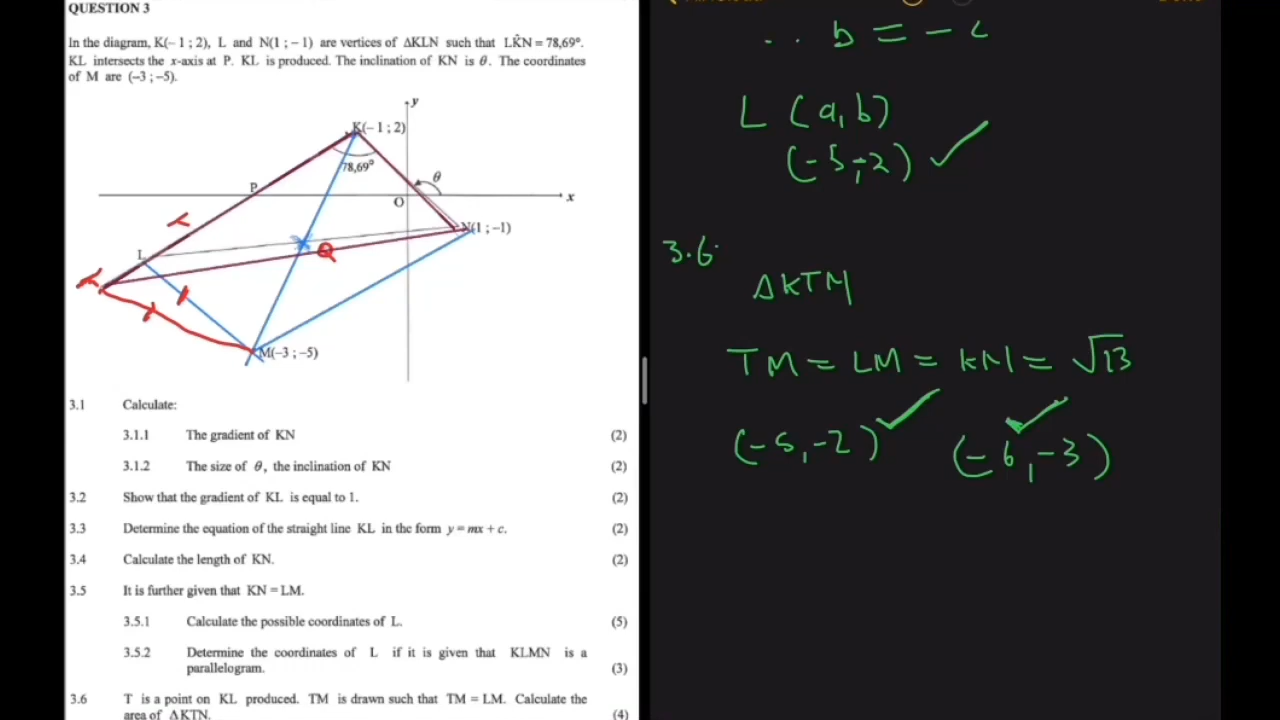 QUESTION 3
In the diagram, K(– 1 ; 2), L and N(1 ; – 1) are vertices of ΔKLN such that LK̂N = 78,69°.
KL intersects the x-axis at P. KL is produced. The inclination of KN is θ. The coordinates
of M are (–3 ; –5).
y
K(– 1 ; 2)
78,69°
θ
P
O
x
N(1 ; –1)
L
Q
M(–3 ; –5)
3.1 Calculate:
3.1.1 The gradient of KN (2)
3.1.2 The size of θ, the inclination of KN (2)
3.2 Show that the gradient of KL is equal to 1. (2)
3.3 Determine the equation of the straight line KL in the form y = mx + c. (2)
3.4 Calculate the length of KN. (2)
3.5 It is further given that KN = LM.
3.5.1 Calculate the possible coordinates of L. (5)
3.5.2 Determine the coordinates of L if it is given that KLMN is a
parallelogram. (3)
3.6 T is a point on KL produced. TM is drawn such that TM = LM. Calculate the
area of ΔKTN. (4)
L (a,b)
(-5,-2) ✓
3.6.
ΔKTM
TM = LM = KN = √13
(-5,-2) ✓ (-6,-3) ✓